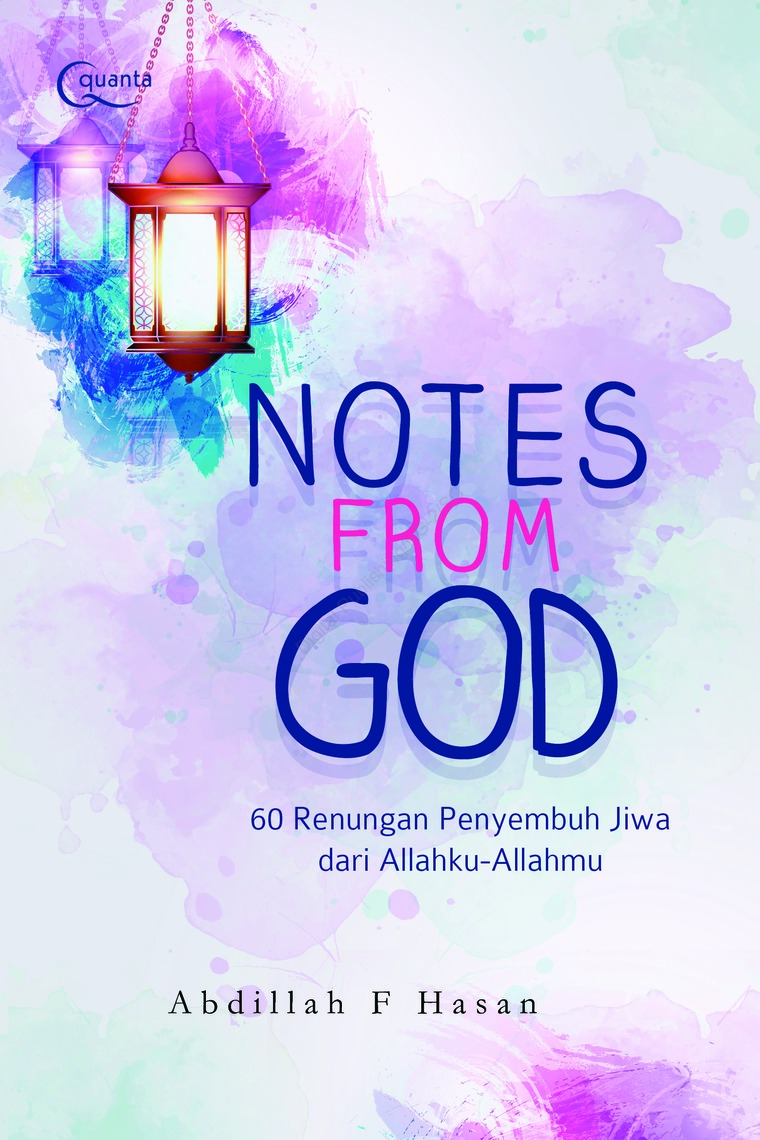 quanta
NOTES
FROM
GOD
60 Renungan Penyembuh Jiwa
dari Allahku-Allahmu
Abdillah F Hasan